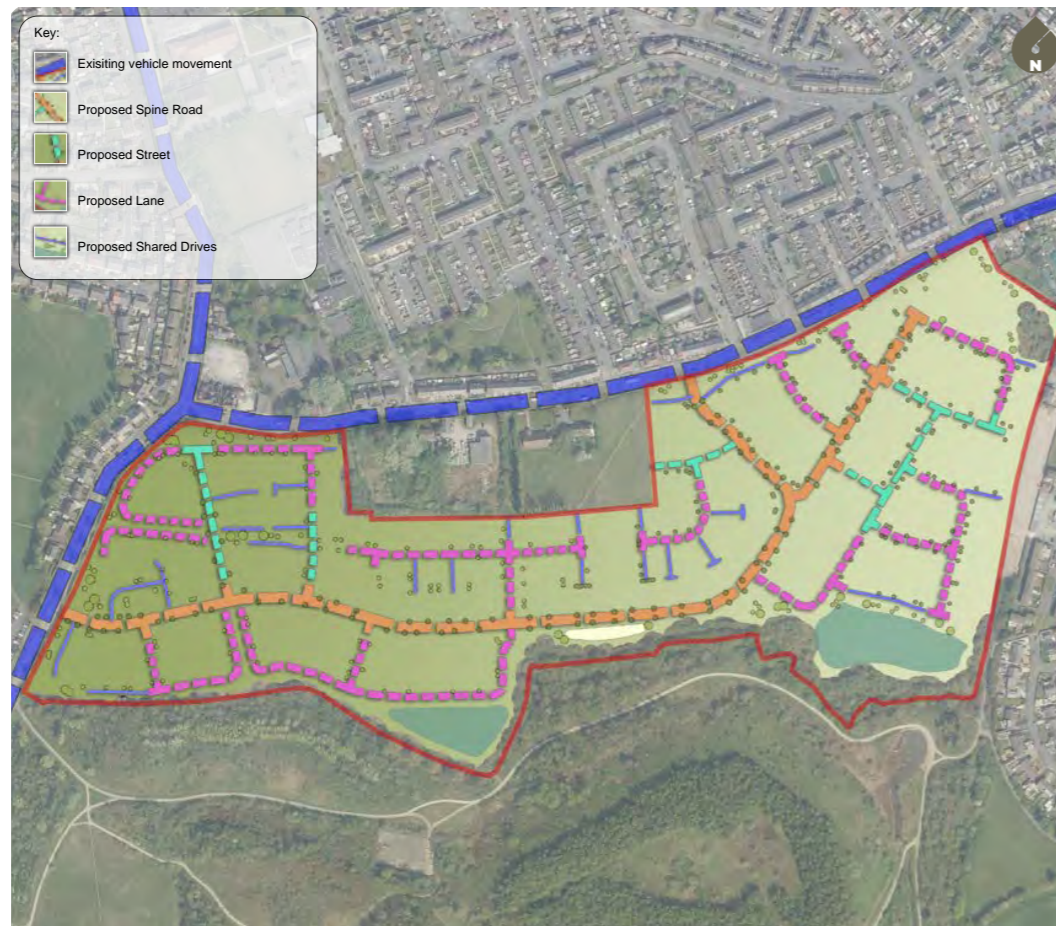 Key:
Exisiting vehicle movement
Proposed Spine Road
Proposed Street
Proposed Lane
Proposed Shared Drives
N